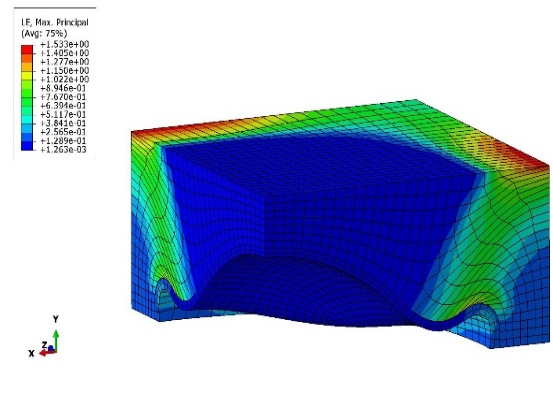 LE, Max. Principal
(Avg: 75%)
+1.533e+00
+1.405e+00
+1.277e+00
+1.150e+00
+1.022e+00
+8.946e-01
+7.670e-01
+6.394e-01
+5.117e-01
+3.841e-01
+2.565e-01
+1.289e-01
+1.263e-03
Y
Z
X